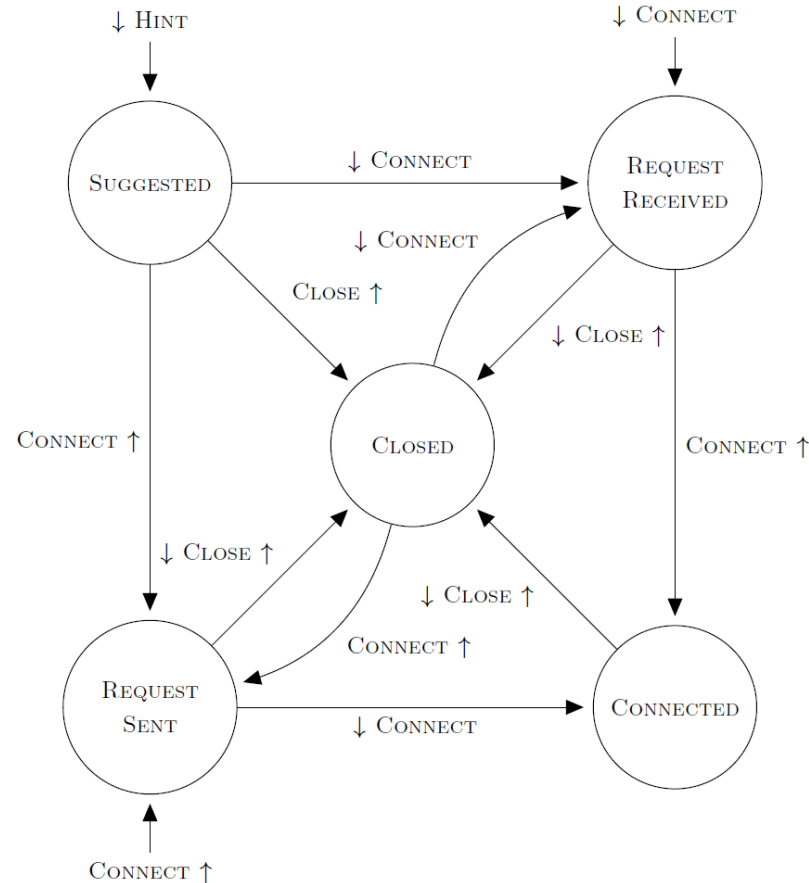 ↓ Hint
↓ Connect
Suggested
↓ Connect
Request
Received
↓ Connect
Close ↑
↓ Close ↑
Connect ↑
Closed
Connect ↑
↓ Close ↑
↓ Close ↑
Connect ↑
Request
Sent
↓ Connect
Connected
Connect ↑